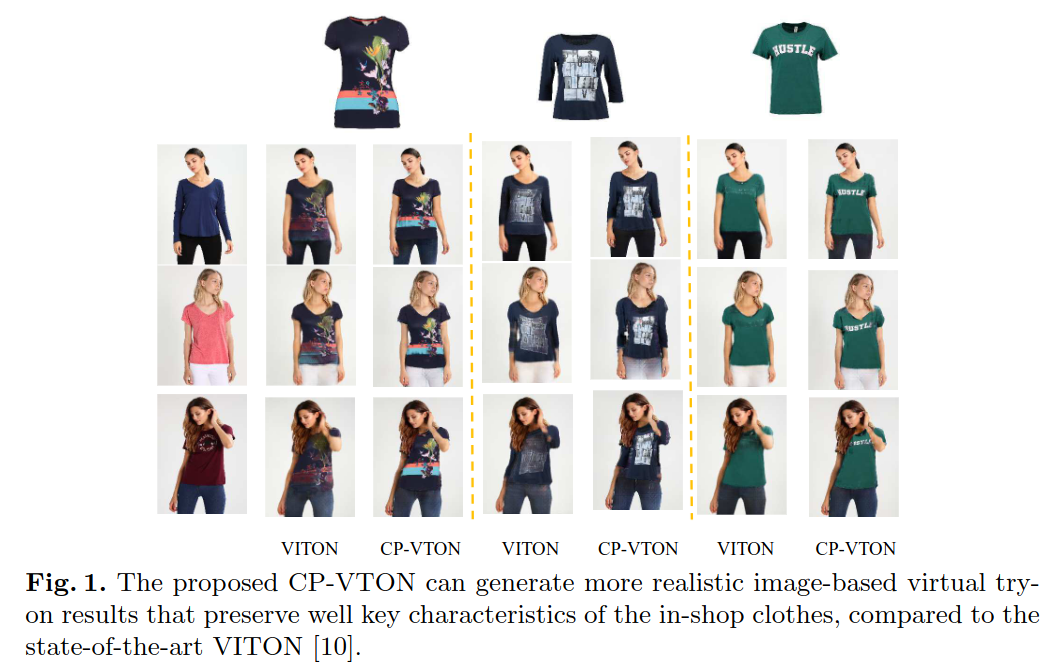 HUSTLE
HUSTLE
HUSTLE
HUSTLE
VITON CP-VTON VITON CP-VTON VITON CP-VTON
Fig. 1. The proposed CP-VTON can generate more realistic image-based virtual try-
on results that preserve well key characteristics of the in-shop clothes, compared to the
state-of-the-art VITON [10].